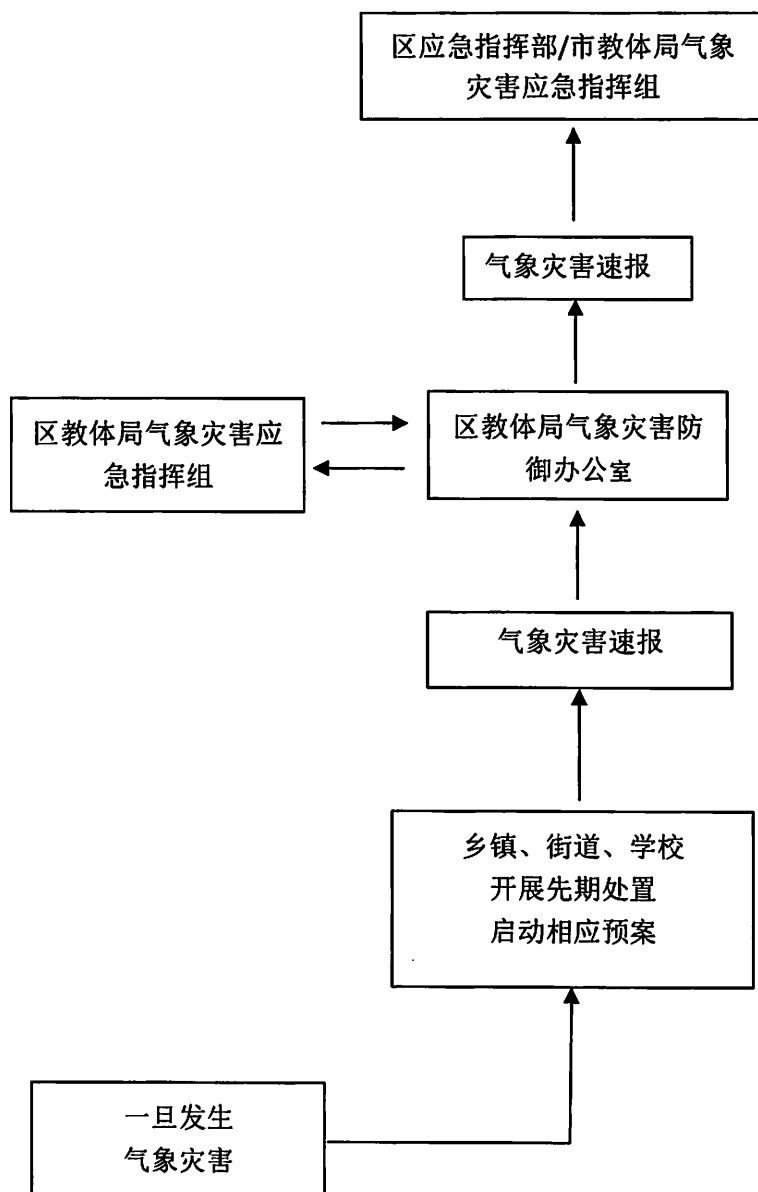 区应急指挥部/市教体局气象
灾害应急指挥组
气象灾害速报
区教体局气象灾害应
急指挥组
区教体局气象灾害防
御办公室
气象灾害速报
乡镇、街道、学校
开展先期处置
启动相应预案
一旦发生
气象灾害